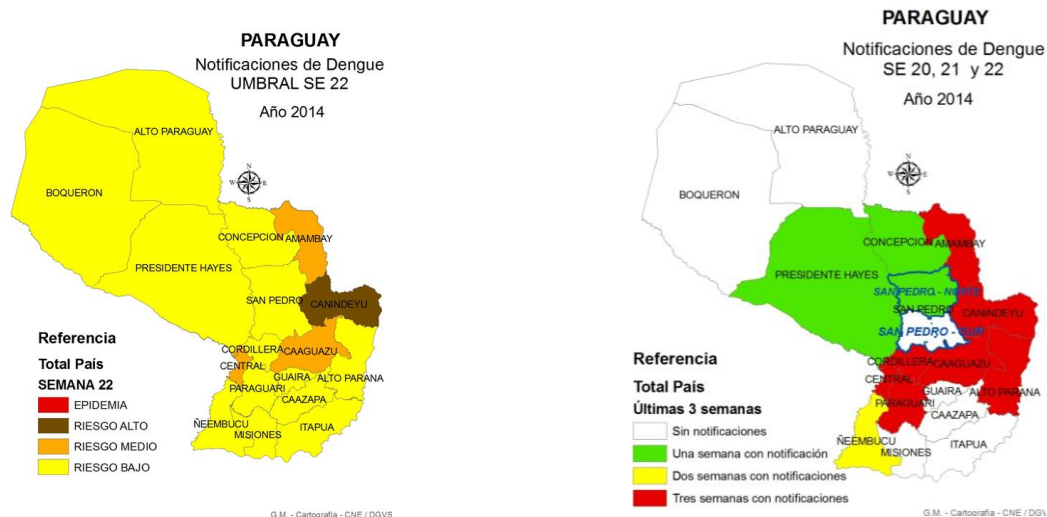 PARAGUAY
Notificaciones de Dengue
UMBRAL SE 22
Año 2014
N
W E
S
ALTO PARAGUAY
BOQUERON
CONCEPCION
AMAMBAY
PRESIDENTE HAYES
SAN PEDRO
CANINDEYU
CORDILLERA
CAAGUAZU
CENTRAL
GUAIRA
ALTO PARANA
PARAGUARI
CAAZAPA
ÑEEMBUCU
ITAPUA
MISIONES
Referencia
Total País
SEMANA 22
EPIDEMIA
RIESGO ALTO
RIESGO MEDIO
RIESGO BAJO
G.M. - Cartografia - CNE / DGVS
PARAGUAY
Notificaciones de Dengue
SE 20, 21 y 22
Año 2014
N
W E
S
ALTO PARAGUAY
BOQUERON
CONCEPCION
AMAMBAY
PRESIDENTE HAYES
SAN PEDRO - NORTE
SAN PEDRO
CANINDEYU
SAN PEDRO - SUR
CORDILLERA
CAAGUAZU
CENTRAL
GUAIRA
ALTO PARANA
PARAGUARI
CAAZAPA
ÑEEMBUCU
ITAPUA
MISIONES
Referencia
Total País
Últimas 3 semanas
Sin notificaciones
Una semana con notificación
Dos semanas con notificaciones
Tres semanas con notificaciones
G.M. - Cartografia - CNE / DGV